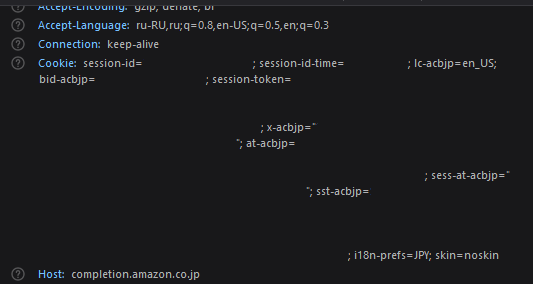 Accept-Encoding: gzip, deflate, br
Accept-Language: ru-RU,ru;q=0.8,en-US;q=0.5,en;q=0.3
Connection: keep-alive
Cookie: session-id= ; session-id-time= ; lc-acbjp=en_US;
bid-acbjp= ; session-token=
; x-acbjp="
"; at-acbjp=
; sess-at-acbjp="
"; sst-acbjp=
; i18n-prefs=JPY; skin=noskin
Host: completion.amazon.co.jp